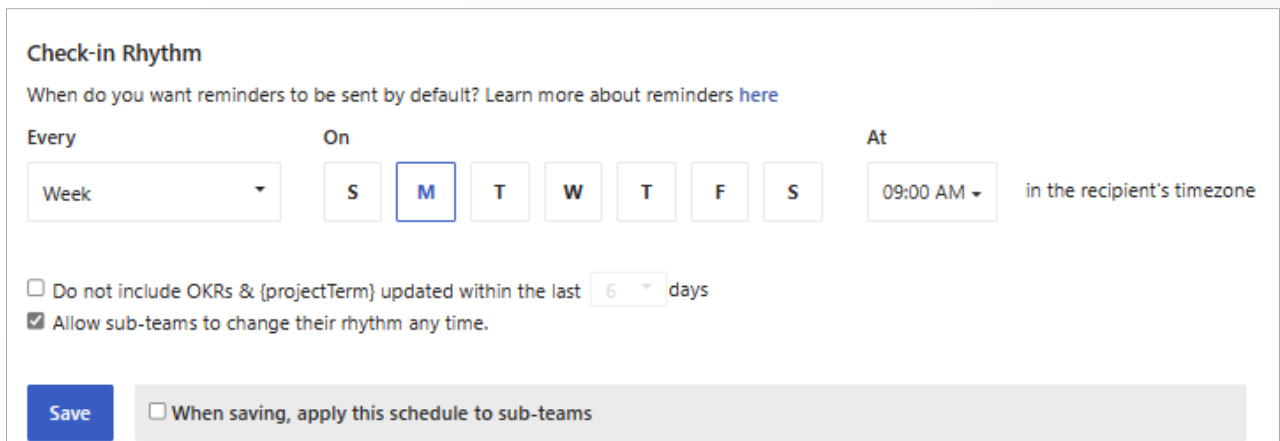 Check-in Rhythm
When do you want reminders to be sent by default? Learn more about reminders here
Every On At
Week S M T W T F S 09:00 AM in the recipient's timezone
Do not include OKRs & {projectTerm} updated within the last 6 days
Allow sub-teams to change their rhythm any time.
Save When saving, apply this schedule to sub-teams